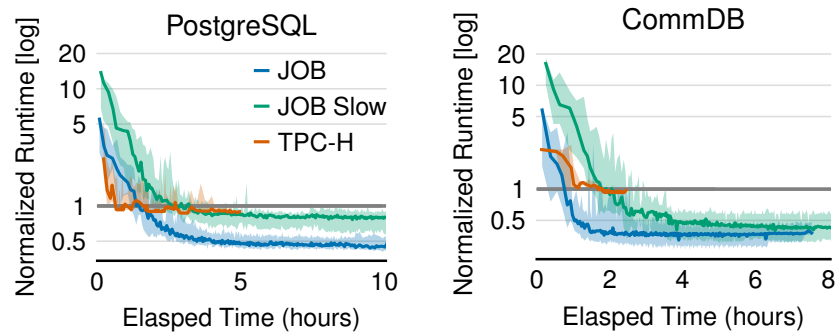 PostgreSQL
Normalized Runtime [log]
20
10
5
1
0.5
JOB
JOB Slow
TPC-H
0
5
10
Elasped Time (hours)
CommDB
Normalized Runtime [log]
20
10
5
1
0.5
0
2
4
6
8
Elasped Time (hours)